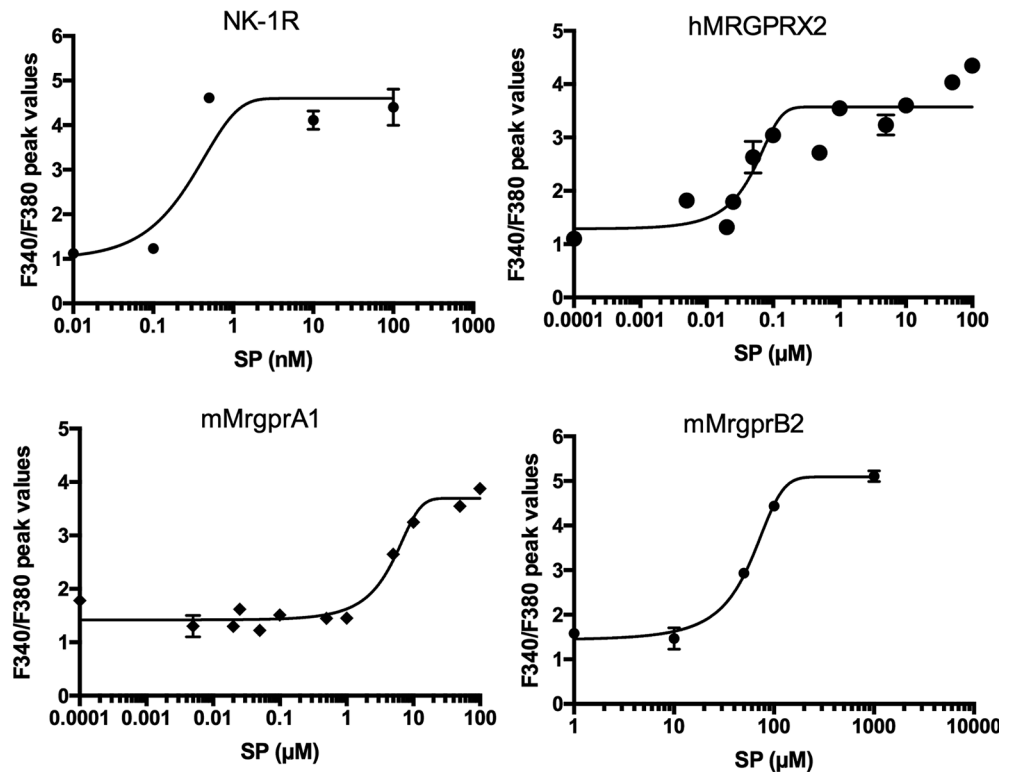 NK-1R
F340/F380 peak values
6
5
4
3
2
1
0
0.01 0.1 1 10 100 1000
SP (nM)
hMRGPRX2
F340/F380 peak values
5
4
3
2
1
0
0.0001 0.001 0.01 0.1 1 10 100
SP (µM)
mMrgprA1
F340/F380 peak values
5
4
3
2
1
0
0.0001 0.01 0.1 1 10 100
SP (µM)
mMrgprB2
F340/F380 peak values
6
5
4
3
2
1
0
1 10 100 1000 10000
SP (µM)